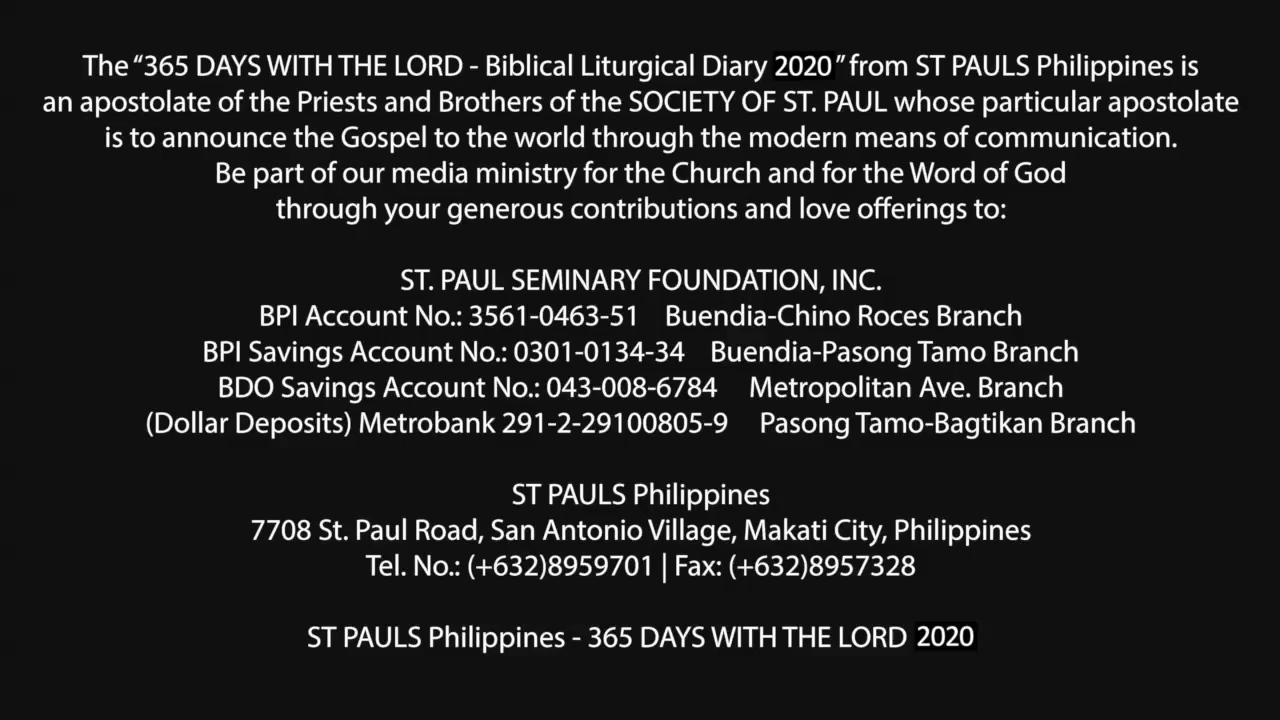 The “365 DAYS WITH THE LORD - Biblical Liturgical Diary 2020” from ST PAULS Philippines is
an apostolate of the Priests and Brothers of the SOCIETY OF ST. PAUL whose particular apostolate
is to announce the Gospel to the world through the modern means of communication.
Be part of our media ministry for the Church and for the Word of God
through your generous contributions and love offerings to:
ST. PAUL SEMINARY FOUNDATION, INC.
BPI Account No.: 3561-0463-51 Buendia-Chino Roces Branch
BPI Savings Account No.: 0301-0134-34 Buendia-Pasong Tamo Branch
BDO Savings Account No.: 043-008-6784 Metropolitan Ave. Branch
(Dollar Deposits) Metrobank 291-2-29100805-9 Pasong Tamo-Bagtikan Branch
ST PAULS Philippines
7708 St. Paul Road, San Antonio Village, Makati City, Philippines
Tel. No.: (+632)8959701 | Fax: (+632)8957328
ST PAULS Philippines - 365 DAYS WITH THE LORD 2020